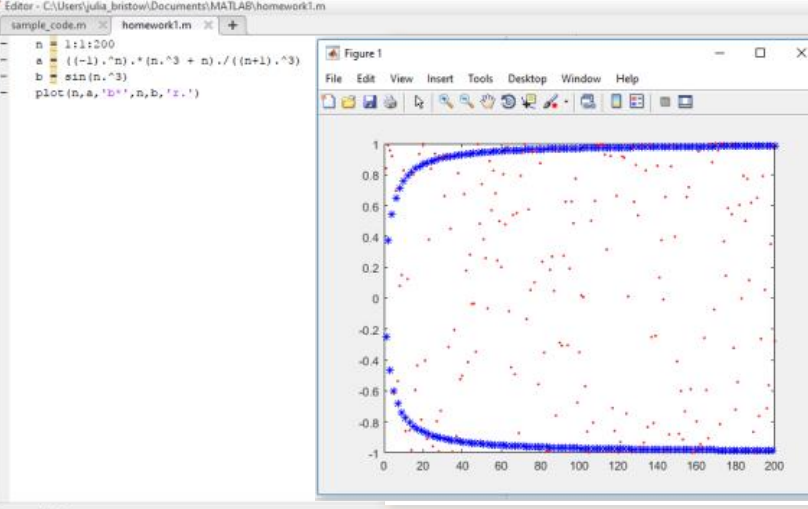 Editor - C:\Users\julia_bristow\Documents\MATLAB\homework1.m
sample_code.m × homework1.m × +
n = 1:1:200
a = ((-1).^n).*(n.^3 + n)./((n+1).^3)
b = sin(n.^3)
plot(n,a,'b*',n,b,'r.')
Figure 1
File Edit View Insert Tools Desktop Window Help
1
0.8
0.6
0.4
0.2
0
-0.2
-0.4
-0.6
-0.8
-1
0 20 40 60 80 100 120 140 160 180 200